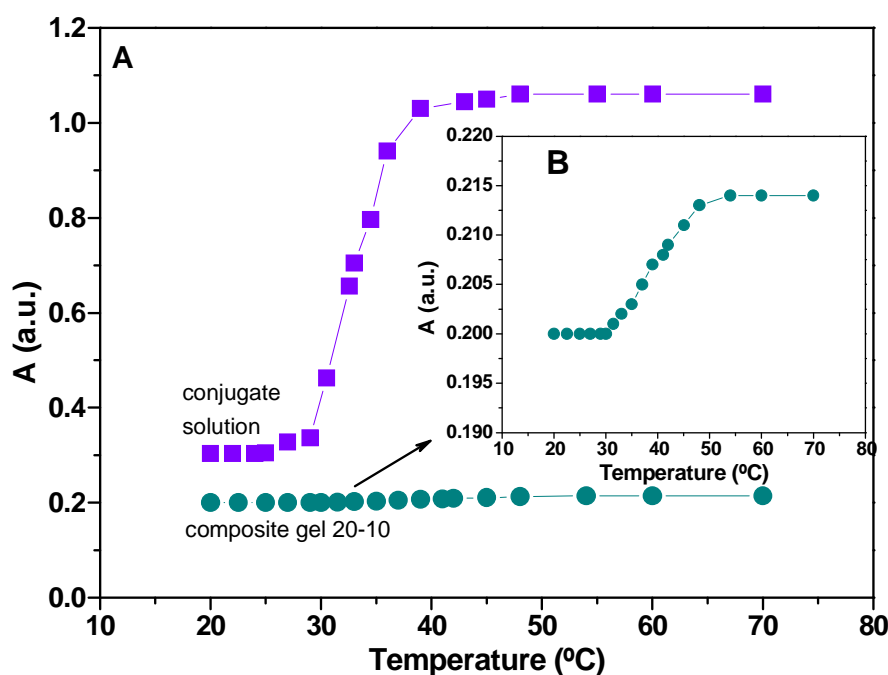 A
1.2
1.0
0.8
0.6
0.4
0.2
0.0
A (a.u.)
conjugate
solution
composite gel 20-10
10 20 30 40 50 60 70 80
Temperature (ºC)
B
0.220
0.215
0.210
0.205
0.200
0.195
0.190
A (a.u.)
10 20 30 40 50 60 70 80
Temperature (ºC)